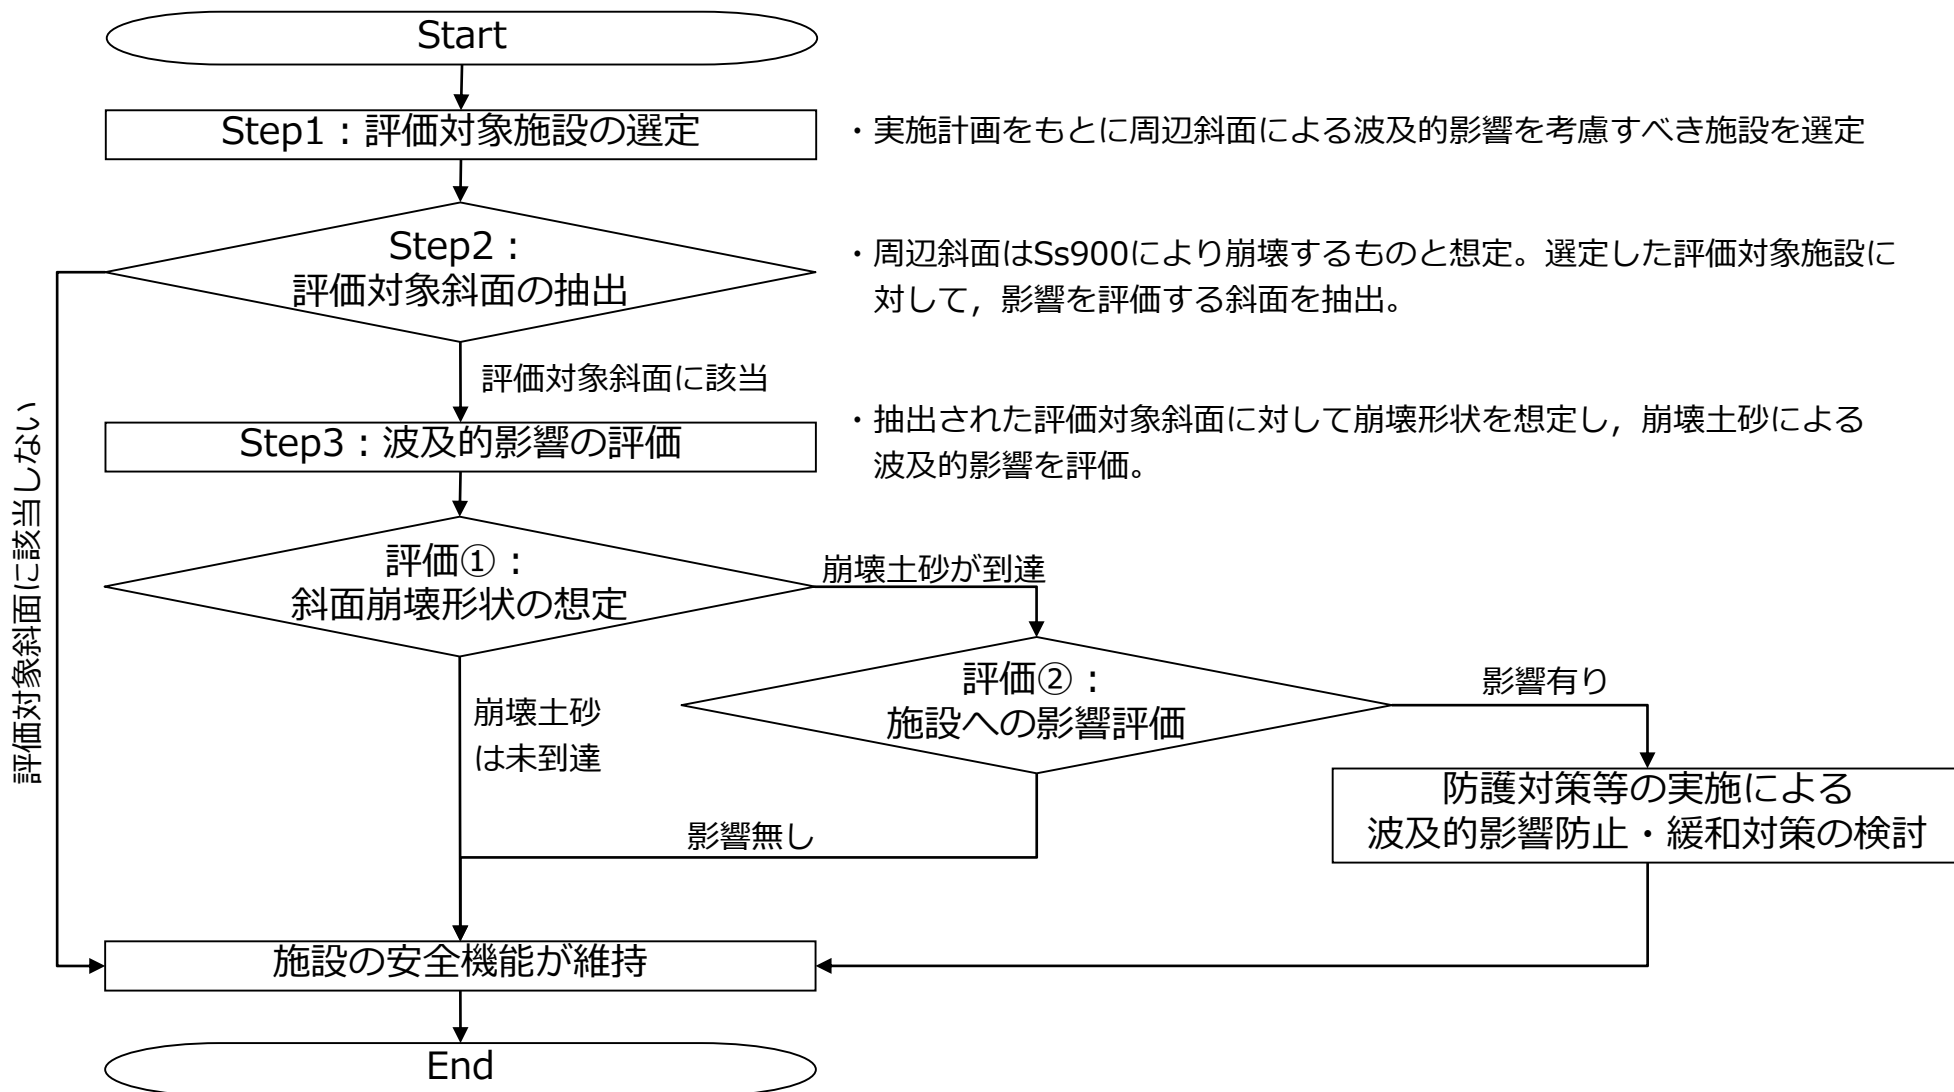 Start
Step1：評価対象施設の選定
・実施計画をもとに周辺斜面による波及的影響を考慮すべき施設を選定
Step2：
評価対象斜面の抽出
・周辺斜面はSs900により崩壊するものと想定。選定した評価対象施設に
対して，影響を評価する斜面を抽出。
評価対象斜面に該当
評価対象斜面に該当しない
Step3：波及的影響の評価
・抽出された評価対象斜面に対して崩壊形状を想定し，崩壊土砂による
波及的影響を評価。
評価①：
斜面崩壊形状の想定
崩壊土砂が到達
崩壊土砂
は未到達
評価②：
施設への影響評価
影響有り
影響無し
防護対策等の実施による
波及的影響防止・緩和対策の検討
施設の安全機能が維持
End